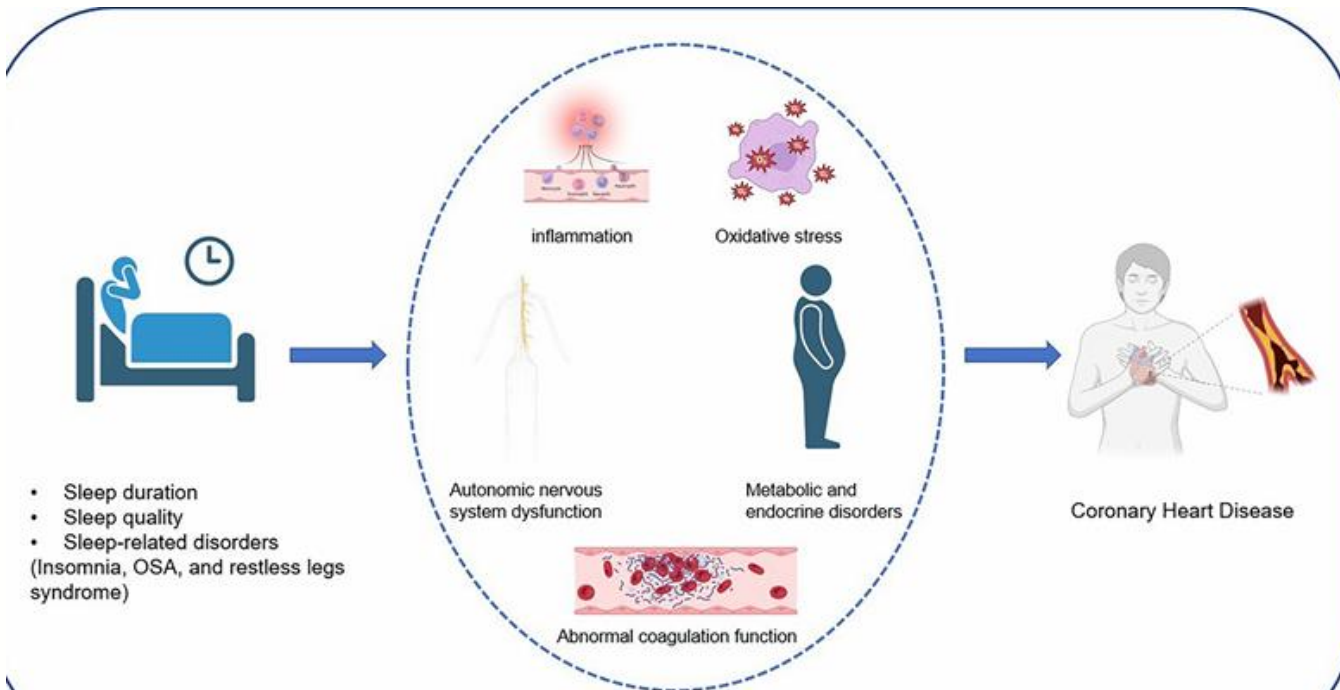 inflammation
Oxidative stress
• Sleep duration
• Sleep quality
• Sleep-related disorders
(Insomnia, OSA, and restless legs
syndrome)
Autonomic nervous
system dysfunction
Metabolic and
endocrine disorders
Abnormal coagulation function
Coronary Heart Disease